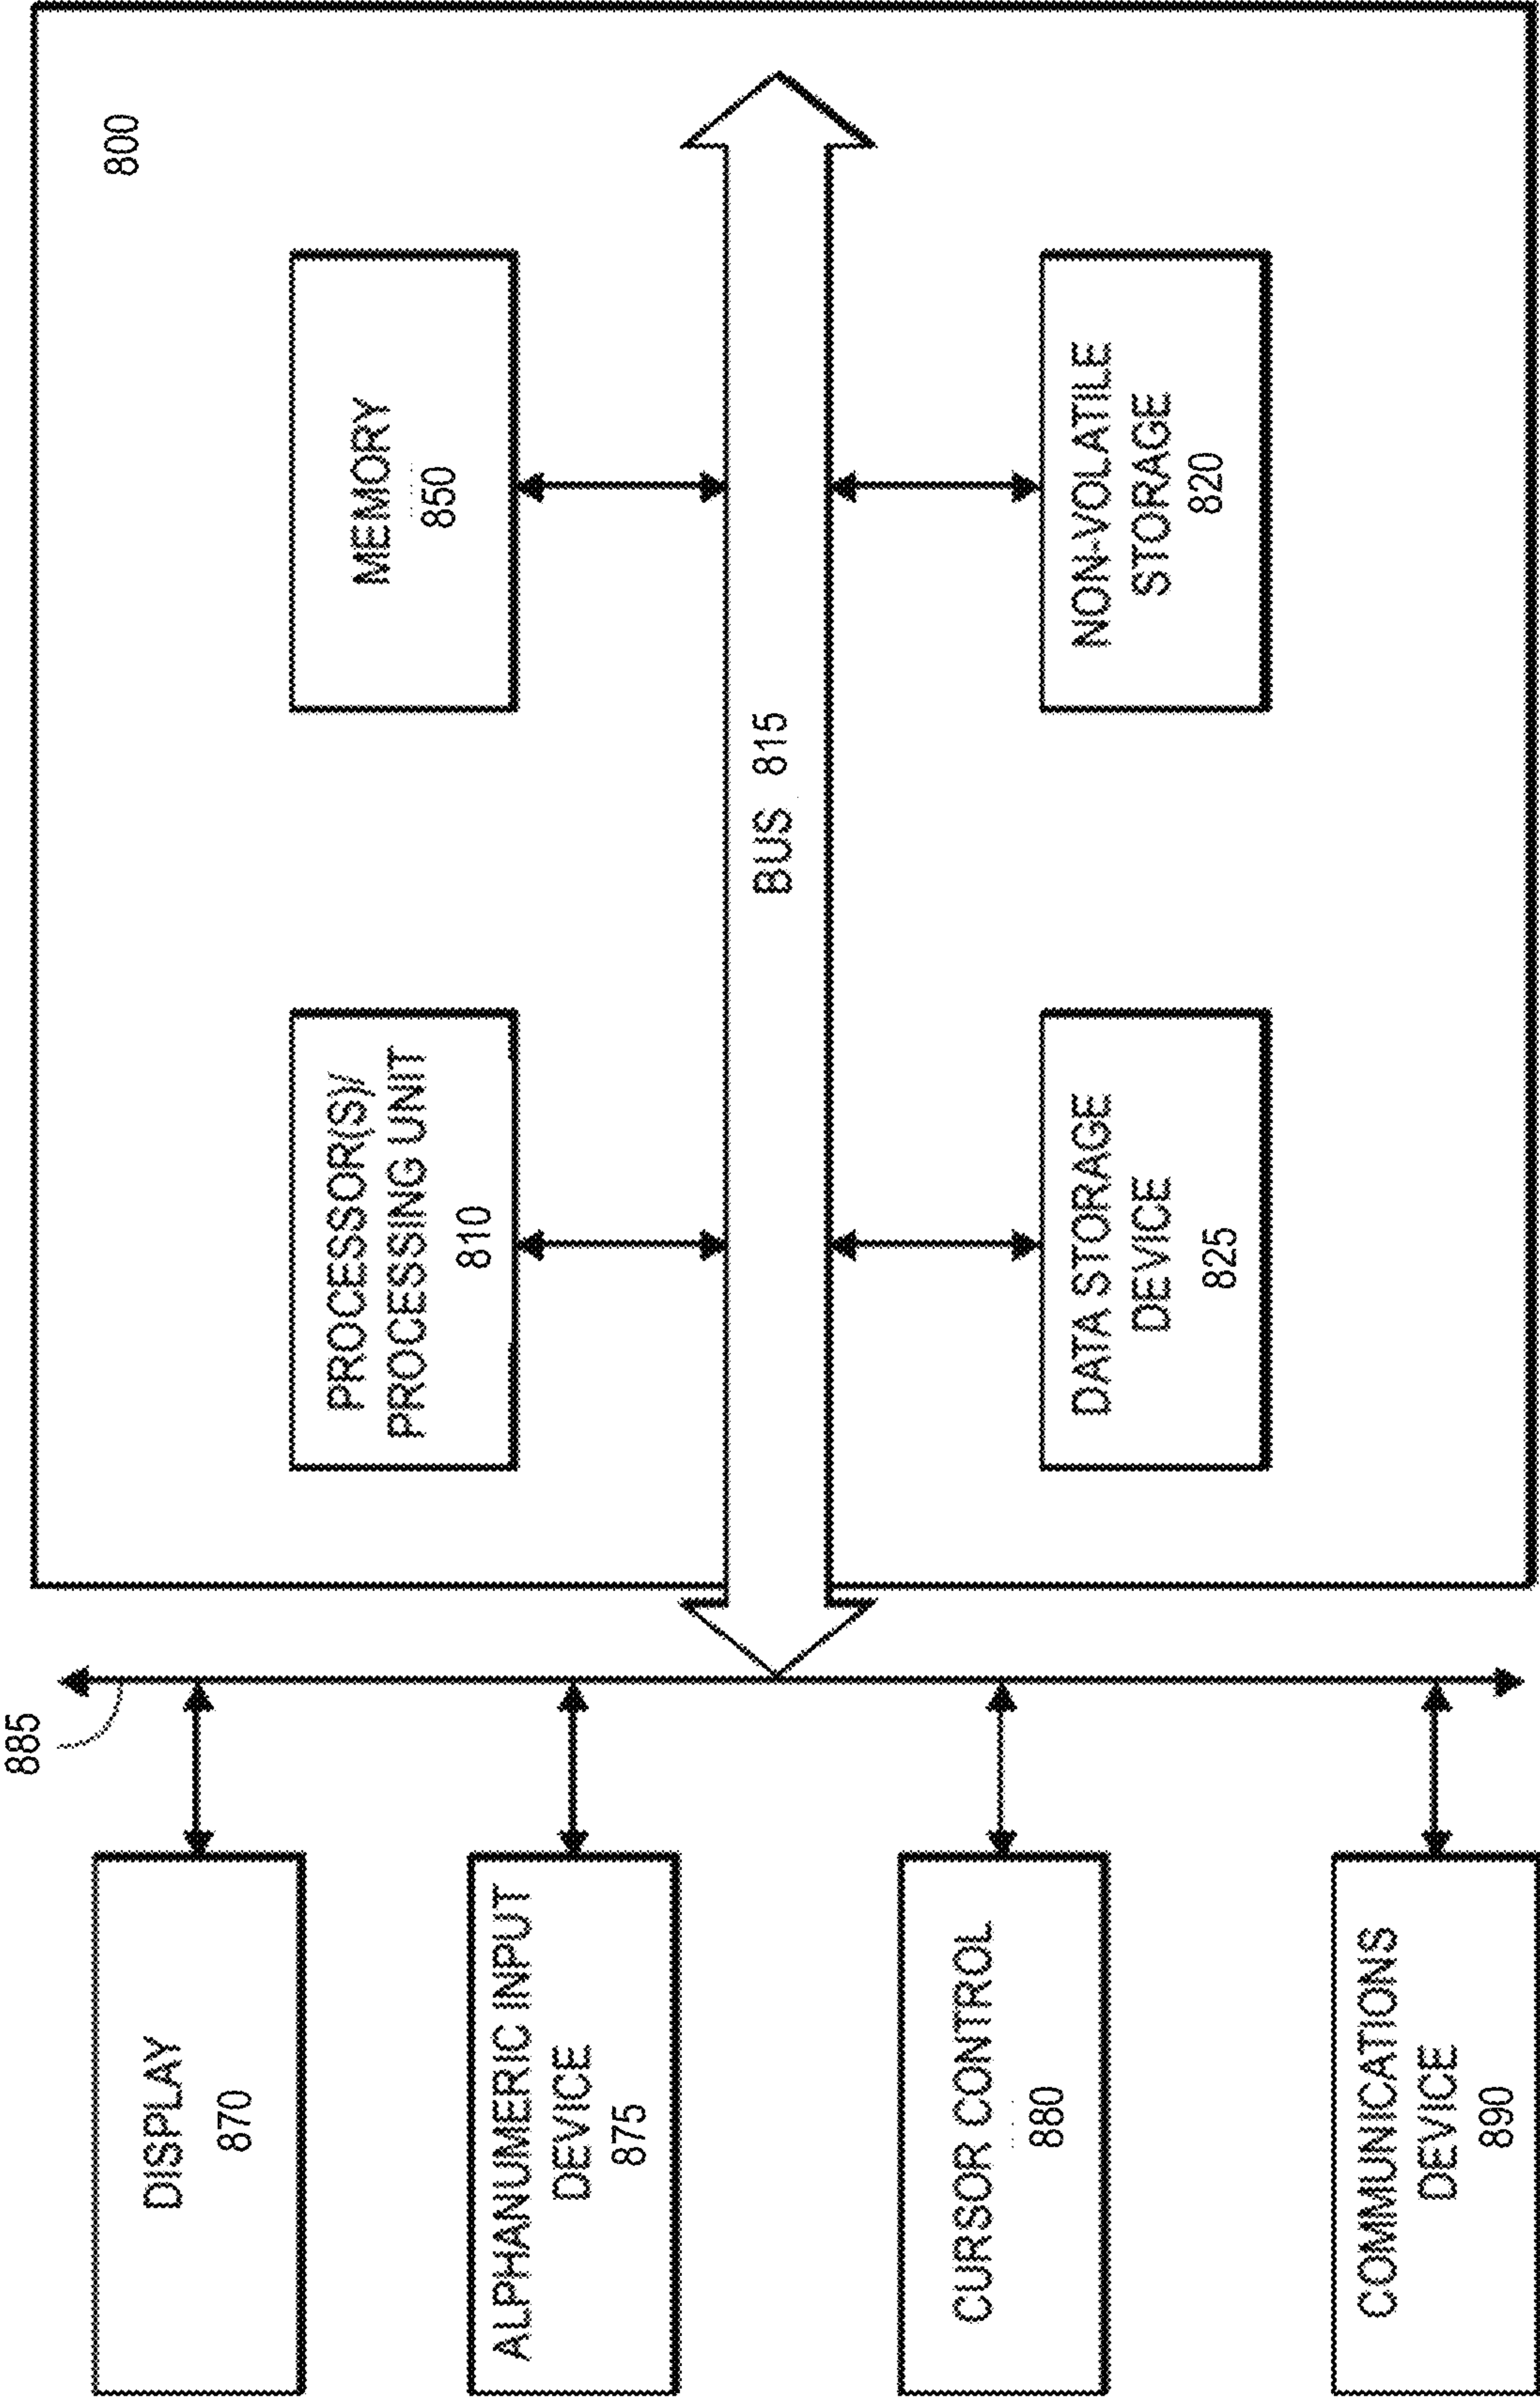 885
DISPLAY
870
ALPHANUMERIC INPUT
DEVICE
875
CURSOR CONTROL
880
COMMUNICATIONS
DEVICE
890
800
PROCESSOR(S)/
PROCESSING UNIT
810
MEMORY
850
BUS 815
DATA STORAGE
DEVICE
825
NON-VOLATILE
STORAGE
820